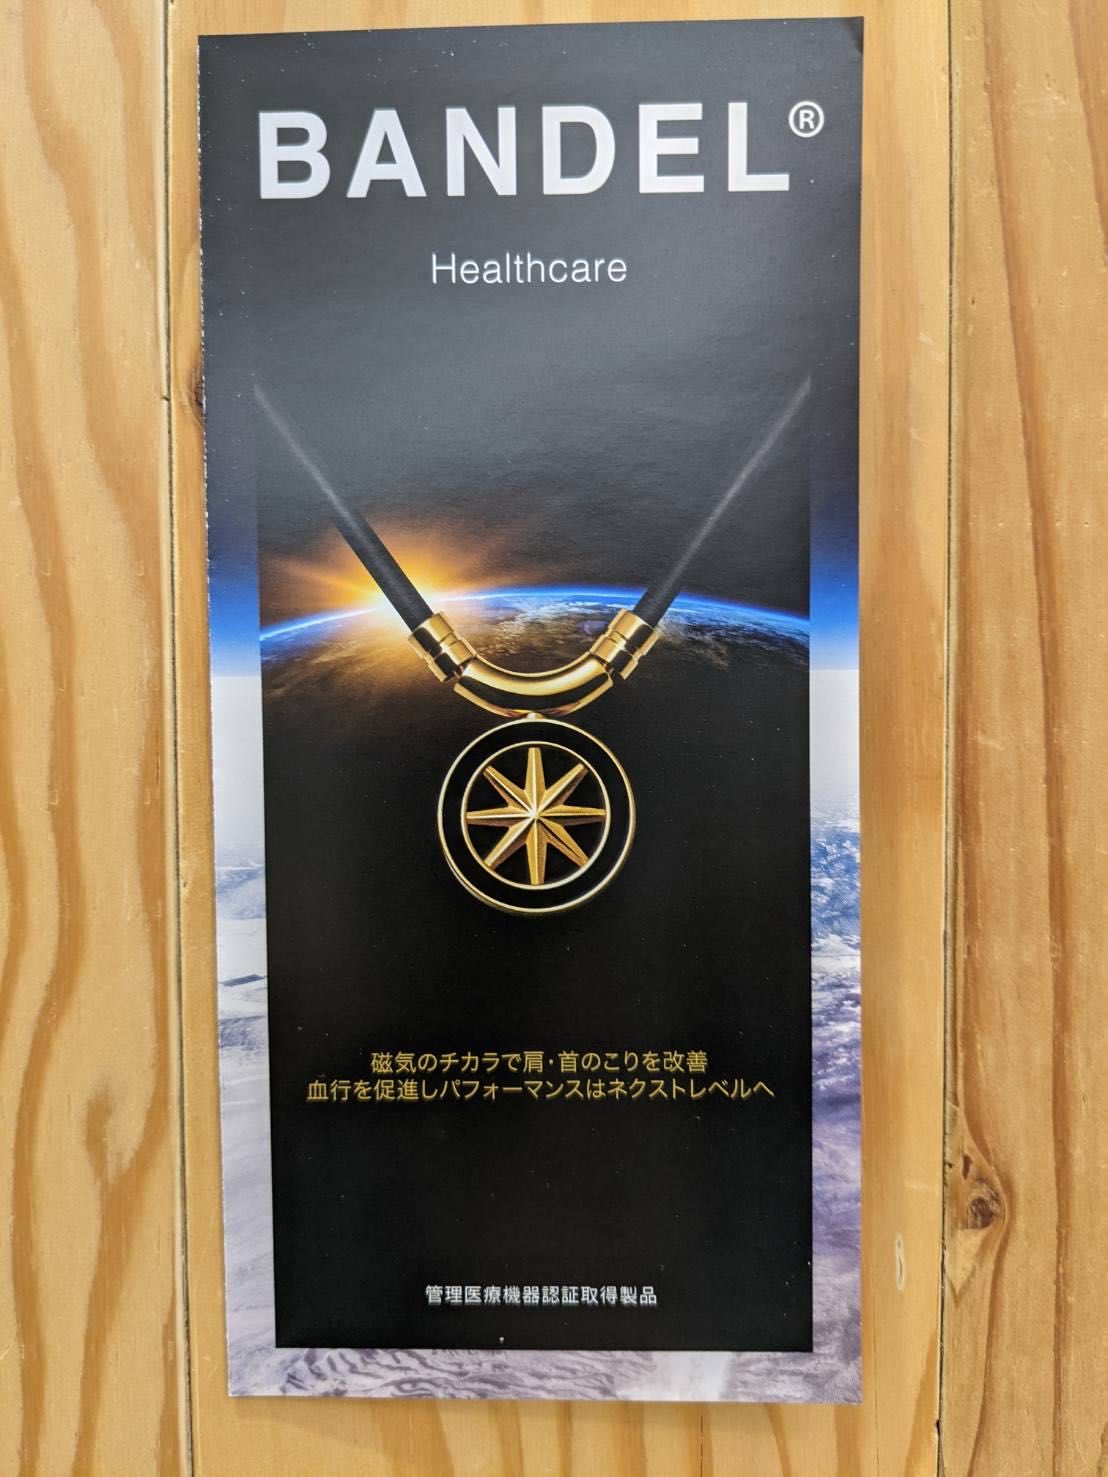 BANDEL®
Healthcare
磁気のチカラで肩・首のこりを改善
血行を促進しパフォーマンスはネクストレベルへ
管理医療機器認証取得製品